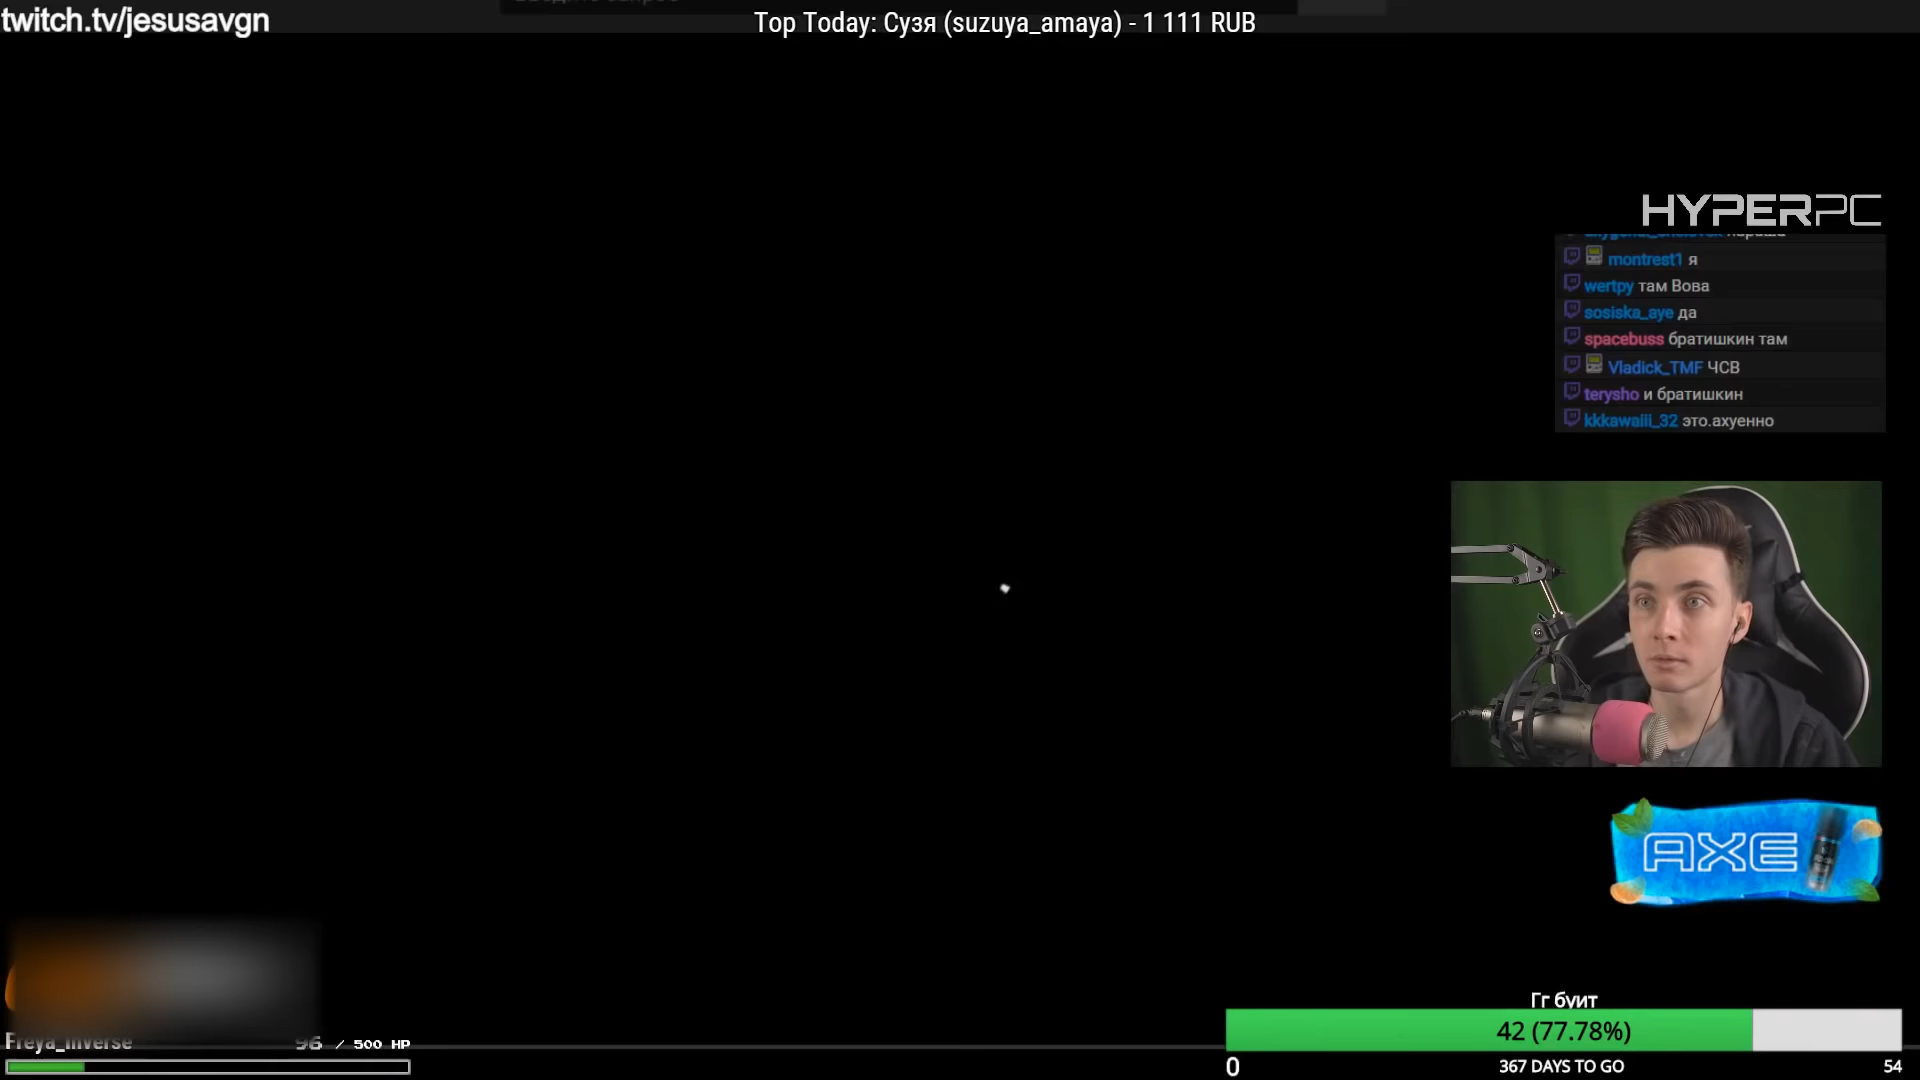 twitch.tv/jesusavgn
Top Today: Сузя (suzuya_amaya) - 1 111 RUB
HYPERPC
montrest1 я
wertpy там Вова
sosiska_aye да
spacebuss братишкин там
Vladick_TMF ЧСВ
terysho и братишкин
kkkawaiii_32 это.ахуенно
AXE
Freya_Inverse 96 / 500 HP
Гг буит
42 (77.78%)
0 367 DAYS TO GO 54